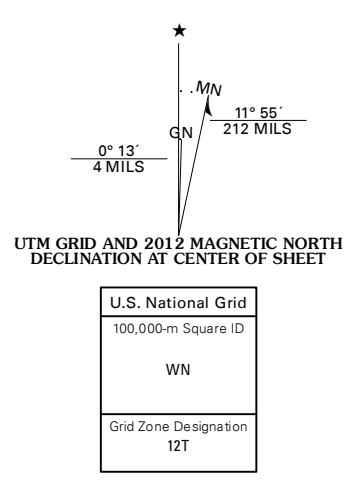 ★
MN
11° 55´
212 MILS
GN
0° 13´
4 MILS
UTM GRID AND 2012 MAGNETIC NORTH
DECLINATION AT CENTER OF SHEET
U.S. National Grid
100,000-m Square ID
WN
Grid Zone Designation
12T